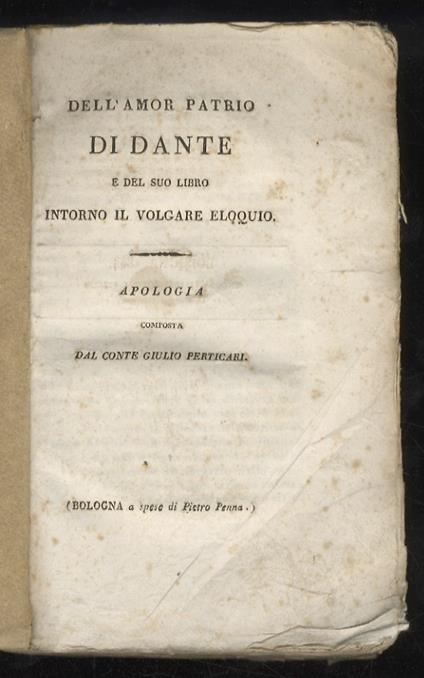 DELL'AMOR PATRIO
DI DANTE
E DEL SUO LIBRO
INTORNO IL VOLGARE ELOQUIO.
APOLOGIA
COMPOSTA
DAL CONTE GIULIO PERTICARI.
(BOLOGNA a spese di Pietro Penna.)